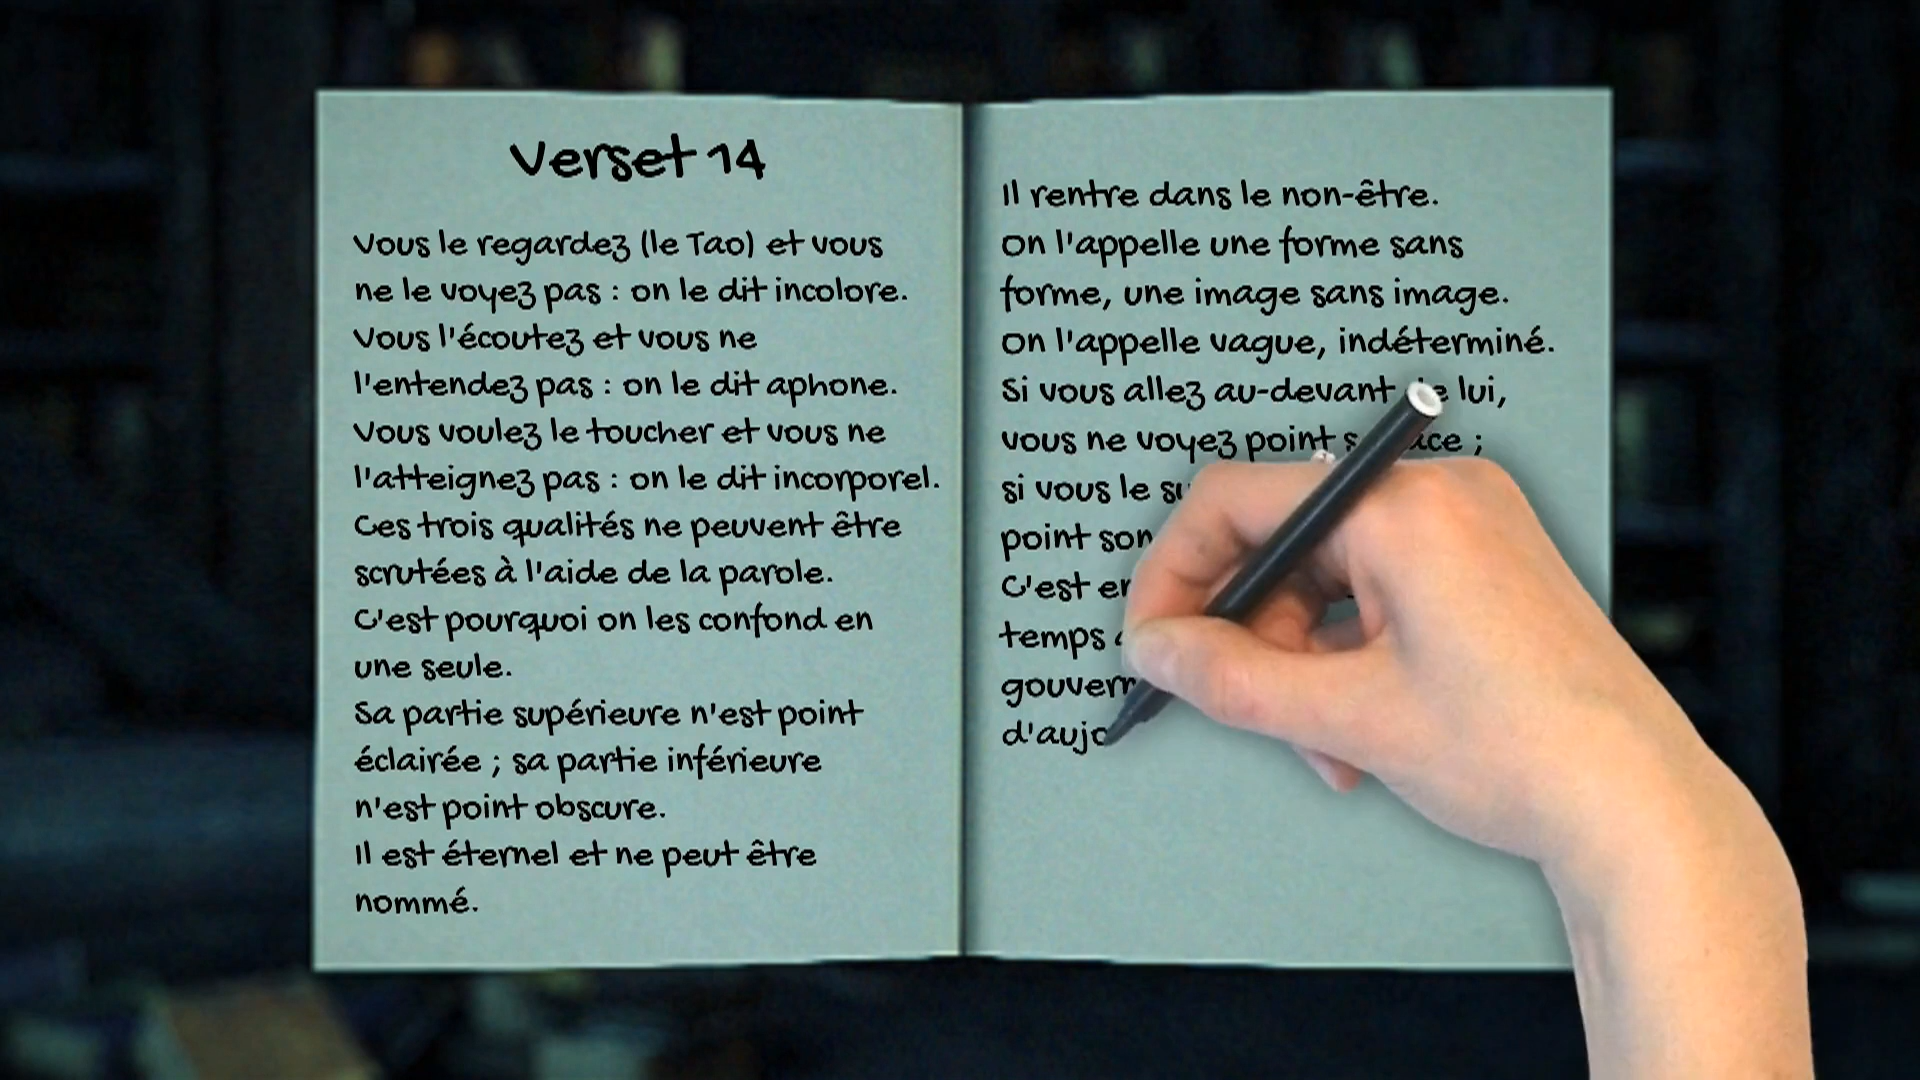 Verset 14
Vous le regardez (le Tao) et vous
ne le voyez pas : on le dit incolore.
Vous l'écoutez et vous ne
l'entendez pas : on le dit aphone.
Vous voulez le toucher et vous ne
l'atteignez pas : on le dit incorporel.
Ces trois qualités ne peuvent être
scrutées à l'aide de la parole.
C'est pourquoi on les confond en
une seule.
Sa partie supérieure n'est point
éclairée ; sa partie inférieure
n'est point obscure.
Il est éternel et ne peut être
nommé.
Il rentre dans le non-être.
On l'appelle une forme sans
forme, une image sans image.
On l'appelle vague, indéterminé.
Si vous allez au-devant lui,
vous ne voyez point ;
si vous le
point son
C'est
temps